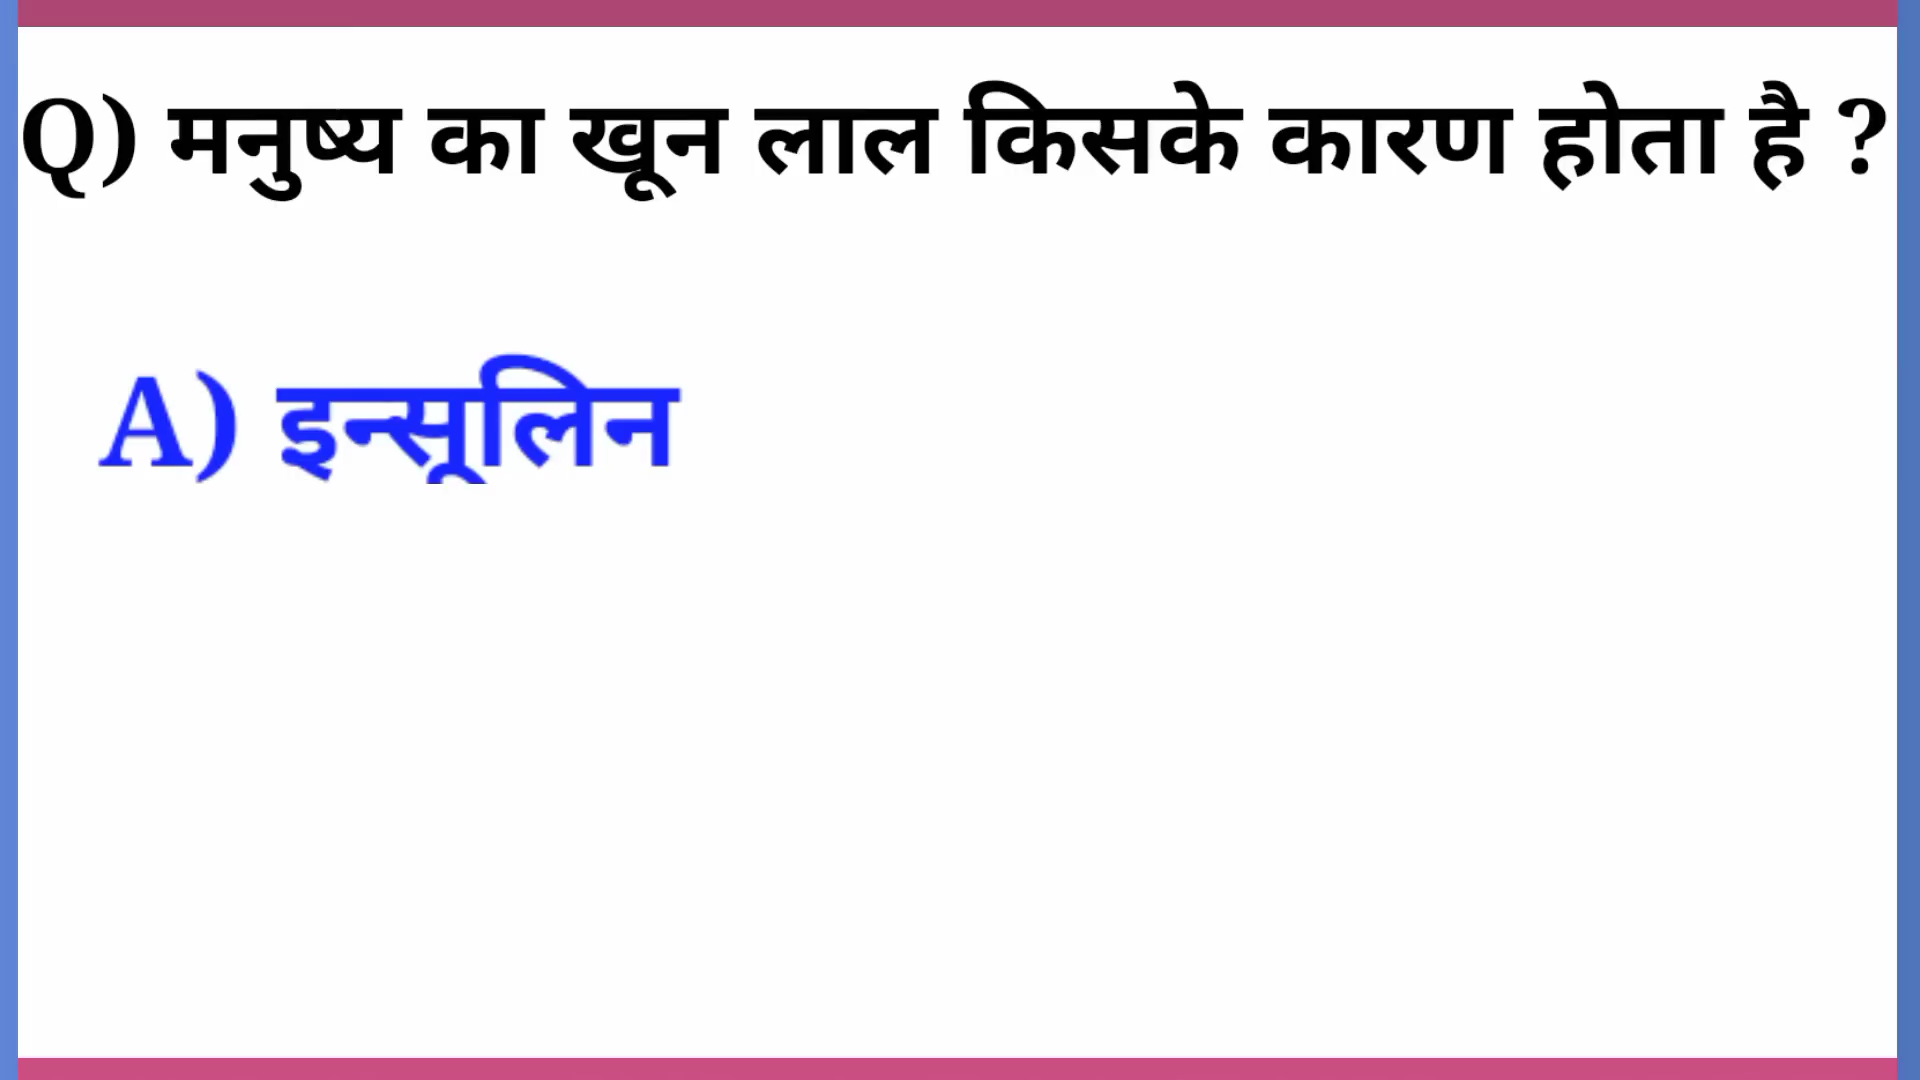 Q) मनुष्य का खून लाल किसके कारण होता है ?
A) इन्सूलिन